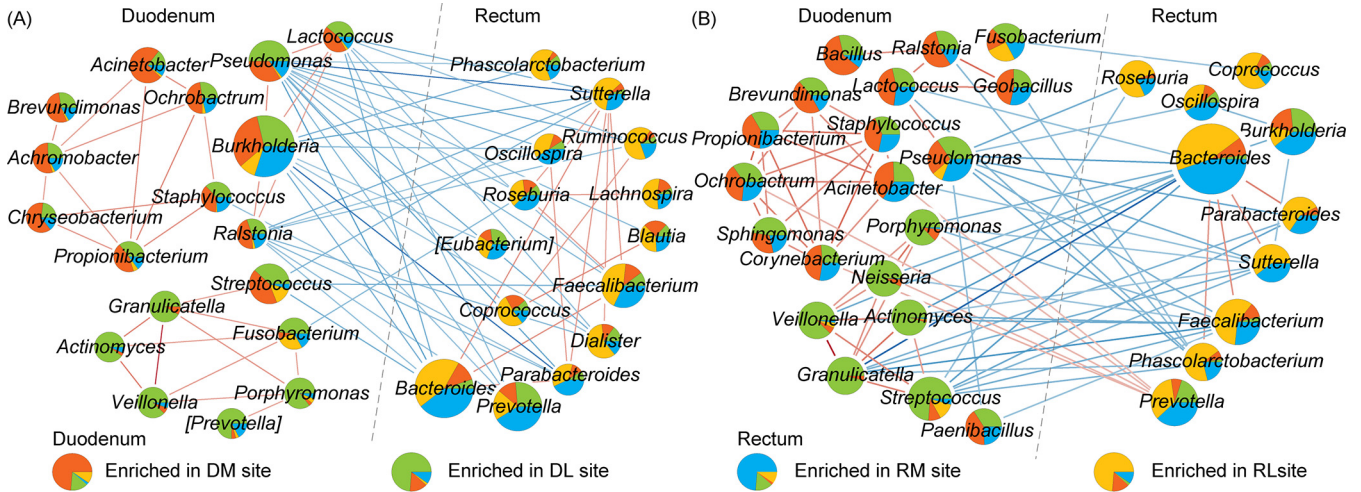 (A)
Duodenum
Rectum
Lactococcus
Pseudomonas
Acinetobacter
Phascolarctobacterium
Ochrobactrum
Sutterella
Brevundimonas
Ruminococcus
Burkholderia
Oscillospira
Achromobacter
Roseburia
Lachnospira
Staphylococcus
Chryseobacterium
Ralstonia
[Eubacterium]
Blautia
Propionibacterium
Streptococcus
Faecalibacterium
Granulicatella
Coprococcus
Fusobacterium
Dialister
Actinomyces
Parabacteroides
Bacteroides
Porphyromonas
Veillonella
Prevotella
[Prevotella]
Duodenum
Enriched in DM site
Enriched in DL site
(B)
Duodenum
Rectum
Fusobacterium
Ralstonia
Bacillus
Roseburia
Coprococcus
Lactococcus
Geobacillus
Brevundimonas
Oscillospira
Staphylococcus
Burkholderia
Propionibacterium
Pseudomonas
Bacteroides
Ochrobactrum
Acinetobacter
Parabacteroides
Porphyromonas
Sphingomonas
Corynebacterium
Sutterella
Neisseria
Veillonella
Actinomyces
Faecalibacterium
Phascolarctobacterium
Granulicatella
Streptococcus
Prevotella
Paenibacillus
Rectum
Enriched in RM site
Enriched in RLsite